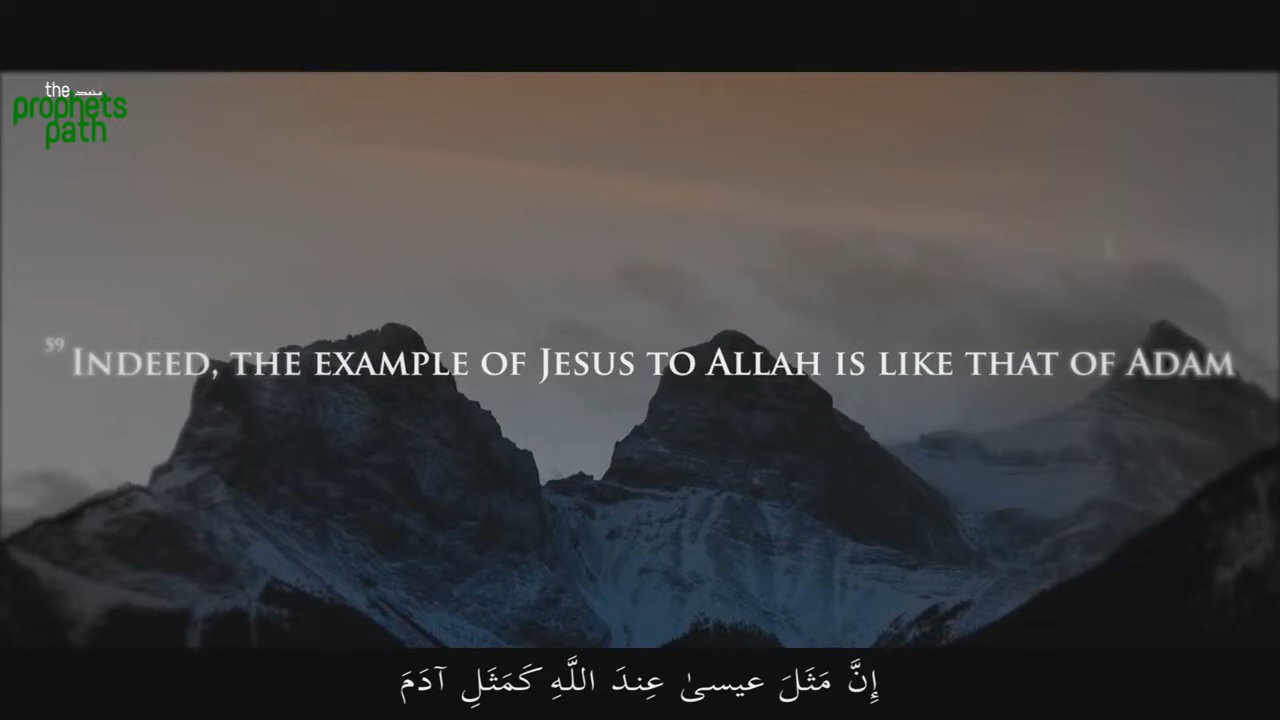 the
prophets
path
59 Indeed, the example of Jesus to Allah is like that of Adam
إِنَّ مَثَلَ عِيسىٰ عِندَ اللَّهِ كَمَثَلِ آدَمَ